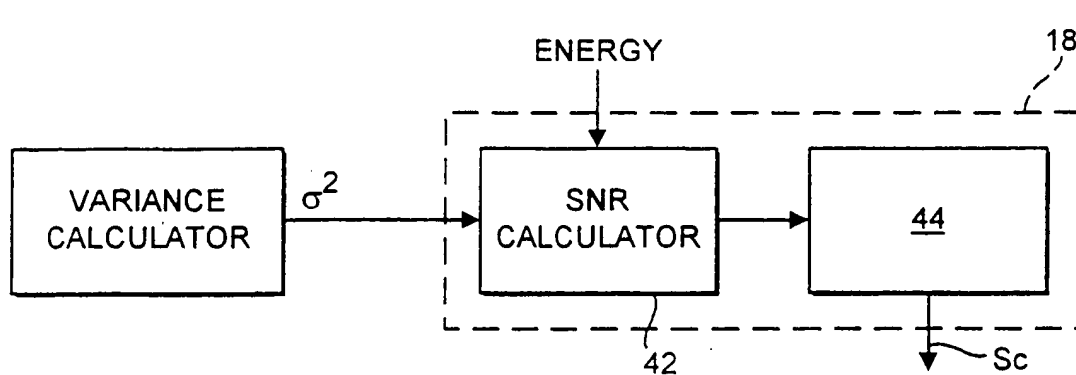 ENERGY
18
VARIANCE
CALCULATOR
σ²
SNR
CALCULATOR
44
42
Sc